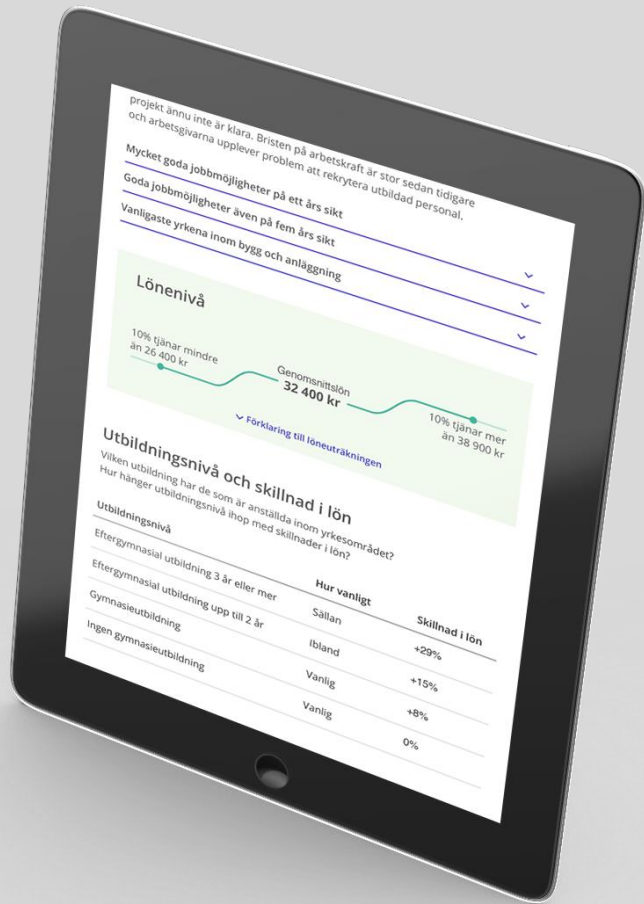 projekt ännu inte är klara. Bristen på arbetskraft är stor sedan tidigare
och arbetsgivarna upplever problem att rekrytera utbildad personal.
Mycket goda jobbmöjligheter på ett års sikt
Goda jobbmöjligheter även på fem års sikt
Vanligaste yrkena inom bygg och anläggning
Lönenivå
10% tjänar mindre
än 26 400 kr
Genomsnittslön
32 400 kr
10% tjänar mer
än 38 900 kr
Förklaring till löneuträkningen
Utbildningsnivå och skillnad i lön
Vilken utbildning har de som är anställda inom yrkesområdet?
Hur hänger utbildningsnivå ihop med skillnader i lön?
Utbildningsnivå Hur vanligt Skillnad i lön
Eftergymnasial utbildning 3 år eller mer Sällan +29%
Eftergymnasial utbildning upp till 2 år Ibland +15%
Gymnasieutbildning Vanlig +8%
Ingen gymnasieutbildning Vanlig 0%